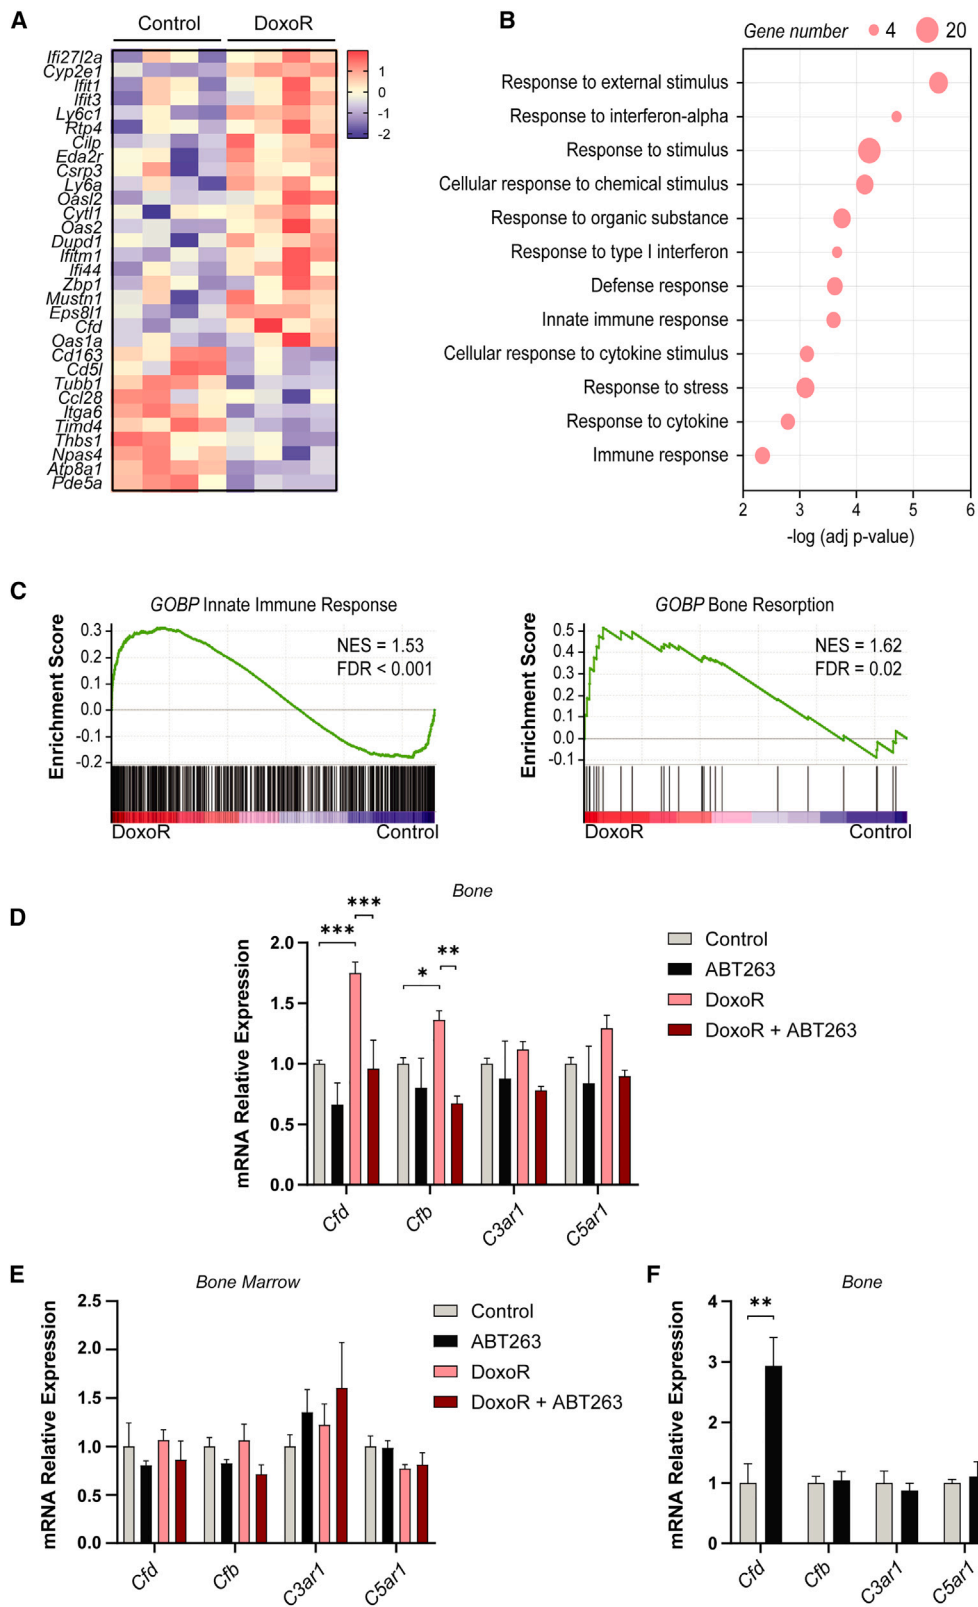 A
Control
DoxoR
Ifi27l2a
Cyp2e1
Ifit1
Ifit3
Ly6c1
Rtp4
Cilp
Eda2r
Csrp3
Ly6a
Oasl2
Cytl1
Oas2
Dupd1
Ifitm1
Ifi44
Zbp1
Mustn1
Eps8l1
Cfd
Oas1a
Cd163
Cd5l
Tubb1
Ccl28
Itga6
Timd4
Thbs1
Npas4
Atp8a1
Pde5a
1
0
-1
-2
B
Gene number 4 20
Response to external stimulus
Response to interferon-alpha
Response to stimulus
Cellular response to chemical stimulus
Response to organic substance
Response to type I interferon
Defense response
Innate immune response
Cellular response to cytokine stimulus
Response to stress
Response to cytokine
Immune response
2 3 4 5 6
-log (adj p-value)
C
GOBP Innate Immune Response
Enrichment Score
0.3
0.2
0.1
0.0
-0.1
-0.2
NES = 1.53
FDR < 0.001
DoxoR Control
GOBP Bone Resorption
Enrichment Score
0.5
0.4
0.3
0.2
0.1
0.0
-0.1
NES = 1.62
FDR = 0.02
DoxoR Control
D
Bone
mRNA Relative Expression
2.0
1.5
1.0
0.5
0.0
***
***
*
**
Cfd Cfb C3ar1 C5ar1
Control
ABT263
DoxoR
DoxoR + ABT263
E
Bone Marrow
mRNA Relative Expression
2.5
2.0
1.5
1.0
0.5
0.0
Cfd Cfb C3ar1 C5ar1
Control
ABT263
DoxoR
DoxoR + ABT263
F
Bone
mRNA Relative Expression
4
3
2
1
0
**
Cfd Cfb C3ar1 C5ar1